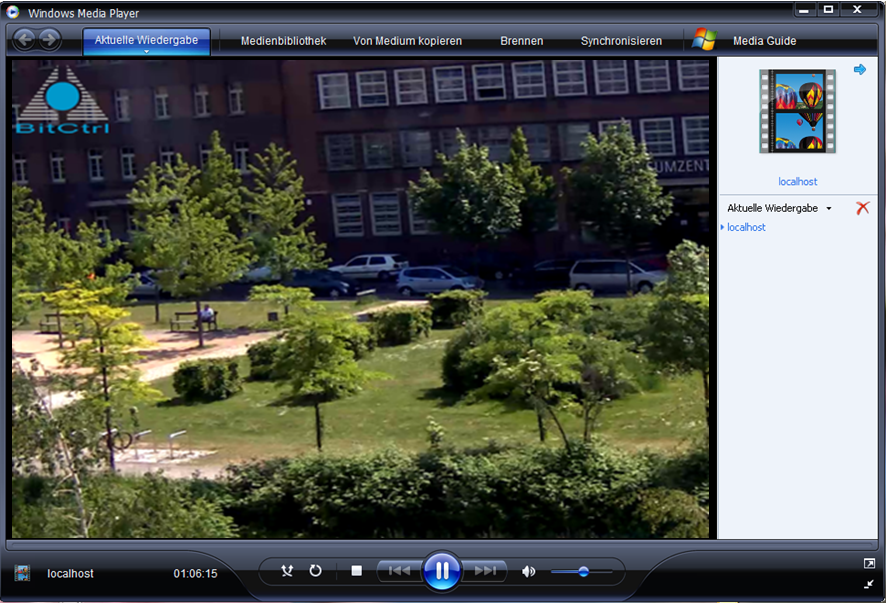 Windows Media Player
Aktuelle Wiedergabe
Medienbibliothek
Von Medium kopieren
Brennen
Synchronisieren
Media Guide
BitCtrl
localhost
Aktuelle Wiedergabe
localhost
localhost
01:06:15